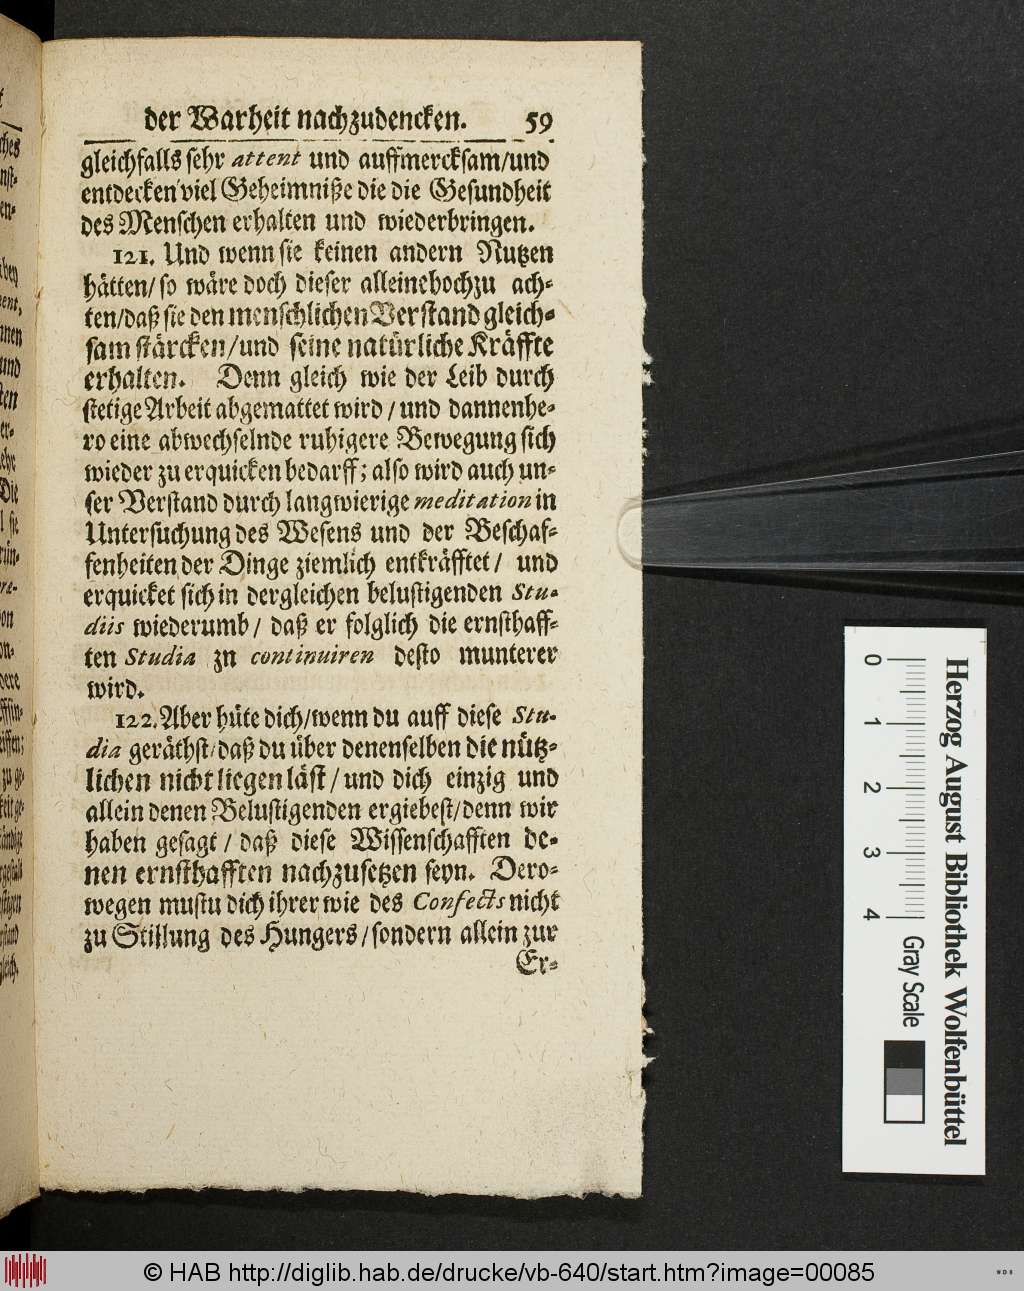 der Warheit nachzudencken. 59
gleichfalls sehr attent und auffmercksam/und
entdecken viel Geheimniße die die Gesundheit
des Menschen erhalten und wiederbringen.
121. Und wenn sie keinen andern Nutzen
hätten/ so wäre doch dieser alleine hochzu ach-
ten/daß sie den menschlichen Verstand gleich-
sam stärcken/und seine natürliche Kräffte
erhalten. Denn gleich wie der Leib durch
stetige Arbeit abgemattet wird / und dannenhe-
ro eine abwechselnde ruhigere Bewegung sich
wieder zu erquicken bedarff; also wird auch un-
ser Verstand durch langwierige meditation in
Untersuchung des Wesens und der Beschaf-
fenheiten der Dinge ziemlich entkräfftet / und
erquicket sich in dergleichen belustigenden Stu-
diis wiederumb / daß er folglich die ernsthaff-
ten Studia zn continuiren desto munterer
wird.
122. Aber hüte dich/wenn du auff diese Stu-
dia geräthst/ daß du über denenselben die nütz-
lichen nicht liegen läst / und dich einzig und
allein denen Belustigenden ergiebest/denn wir
haben gesagt / daß diese Wissenschafften de-
nen ernsthafften nachzusetzen seyn. Dero-
wegen mustu dich ihrer wie des Confects nicht
zu Stillung des Hungers / sondern allein zur
Er-
0 1 2 3 4 Gray Scale
Herzog August Bibliothek Wolfenbüttel
© HAB http://diglib.hab.de/drucke/vb-640/start.htm?image=00085